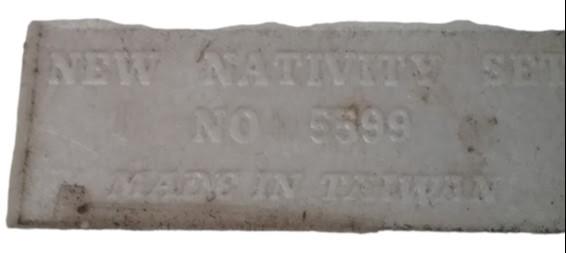 NEW NATIVITY SET
NO 5599
MADE IN TAIWAN